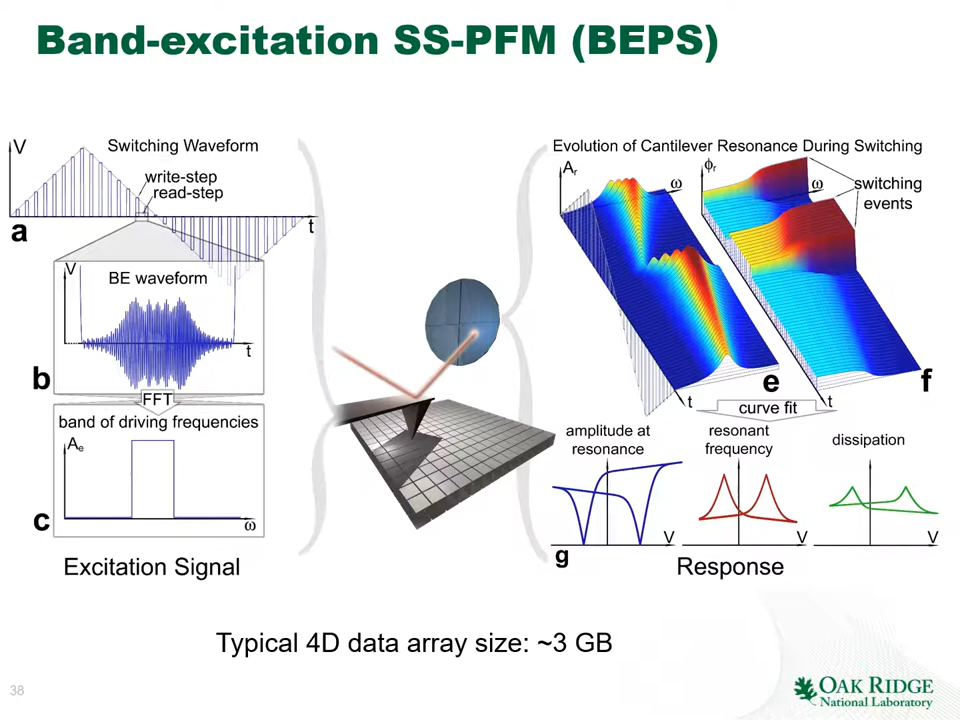 Band-excitation SS-PFM (BEPS)
V
Switching Waveform
write-step
read-step
t
a
V
BE waveform
t
b
FFT
band of driving frequencies
Ae
ω
c
Excitation Signal
Evolution of Cantilever Resonance During Switching
Ar
ω
ϕr
ω
switching
events
t
e
t
f
curve fit
amplitude at
resonance
resonant
frequency
dissipation
V
V
V
g
Response
Typical 4D data array size: ~3 GB
38
OAK RIDGE
National Laboratory